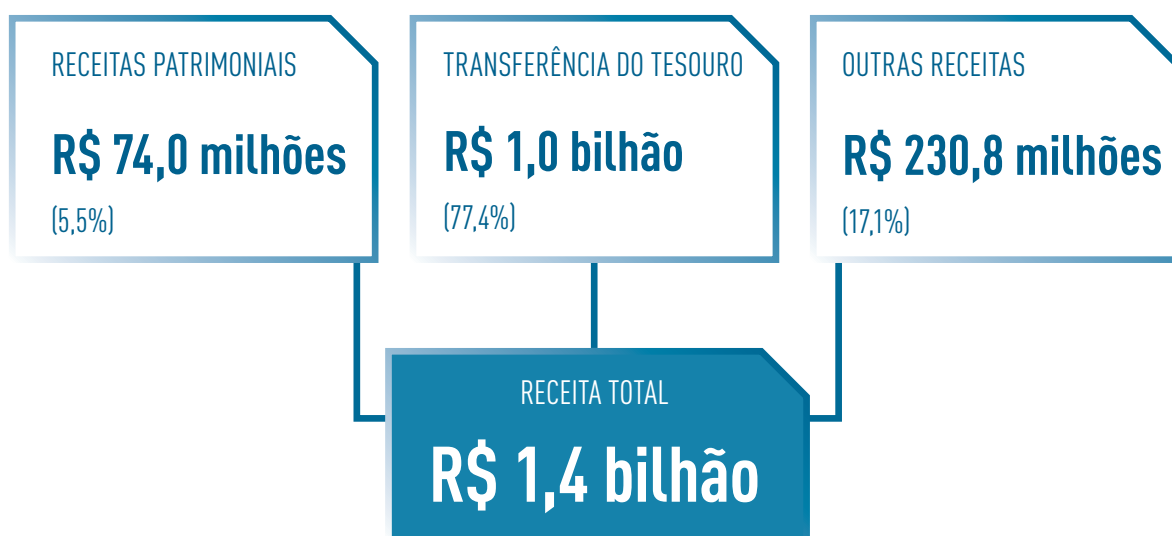 RECEITAS PATRIMONIAIS
R$ 74,0 milhões
(5,5%)
TRANSFERÊNCIA DO TESOURO
R$ 1,0 bilhão
(77,4%)
OUTRAS RECEITAS
R$ 230,8 milhões
(17,1%)
RECEITA TOTAL
R$ 1,4 bilhão